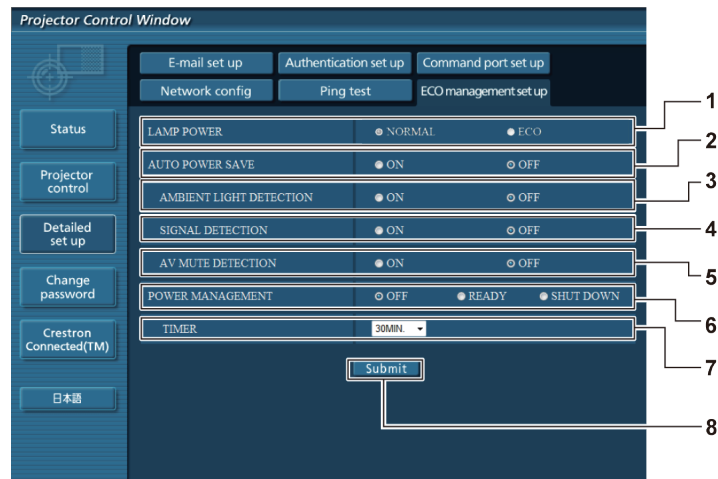 Projector Control Window
E-mail set up
Authentication set up
Command port set up
Network config
Ping test
ECO management set up
Status
Projector
control
Detailed
set up
Change
password
Crestron
Connected(TM)
日本語
LAMP POWER NORMAL ECO 1
AUTO POWER SAVE ON OFF 2
AMBIENT LIGHT DETECTION ON OFF 3
SIGNAL DETECTION ON OFF 4
AV MUTE DETECTION ON OFF 5
POWER MANAGEMENT OFF READY SHUT DOWN 6
TIMER 30MIN. 7
Submit 8